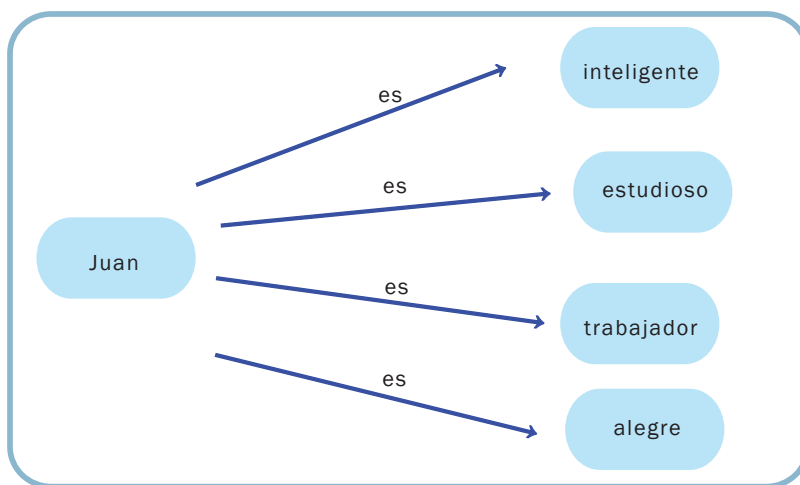 inteligente
es
estudioso
es
Juan
es
trabajador
es
alegre